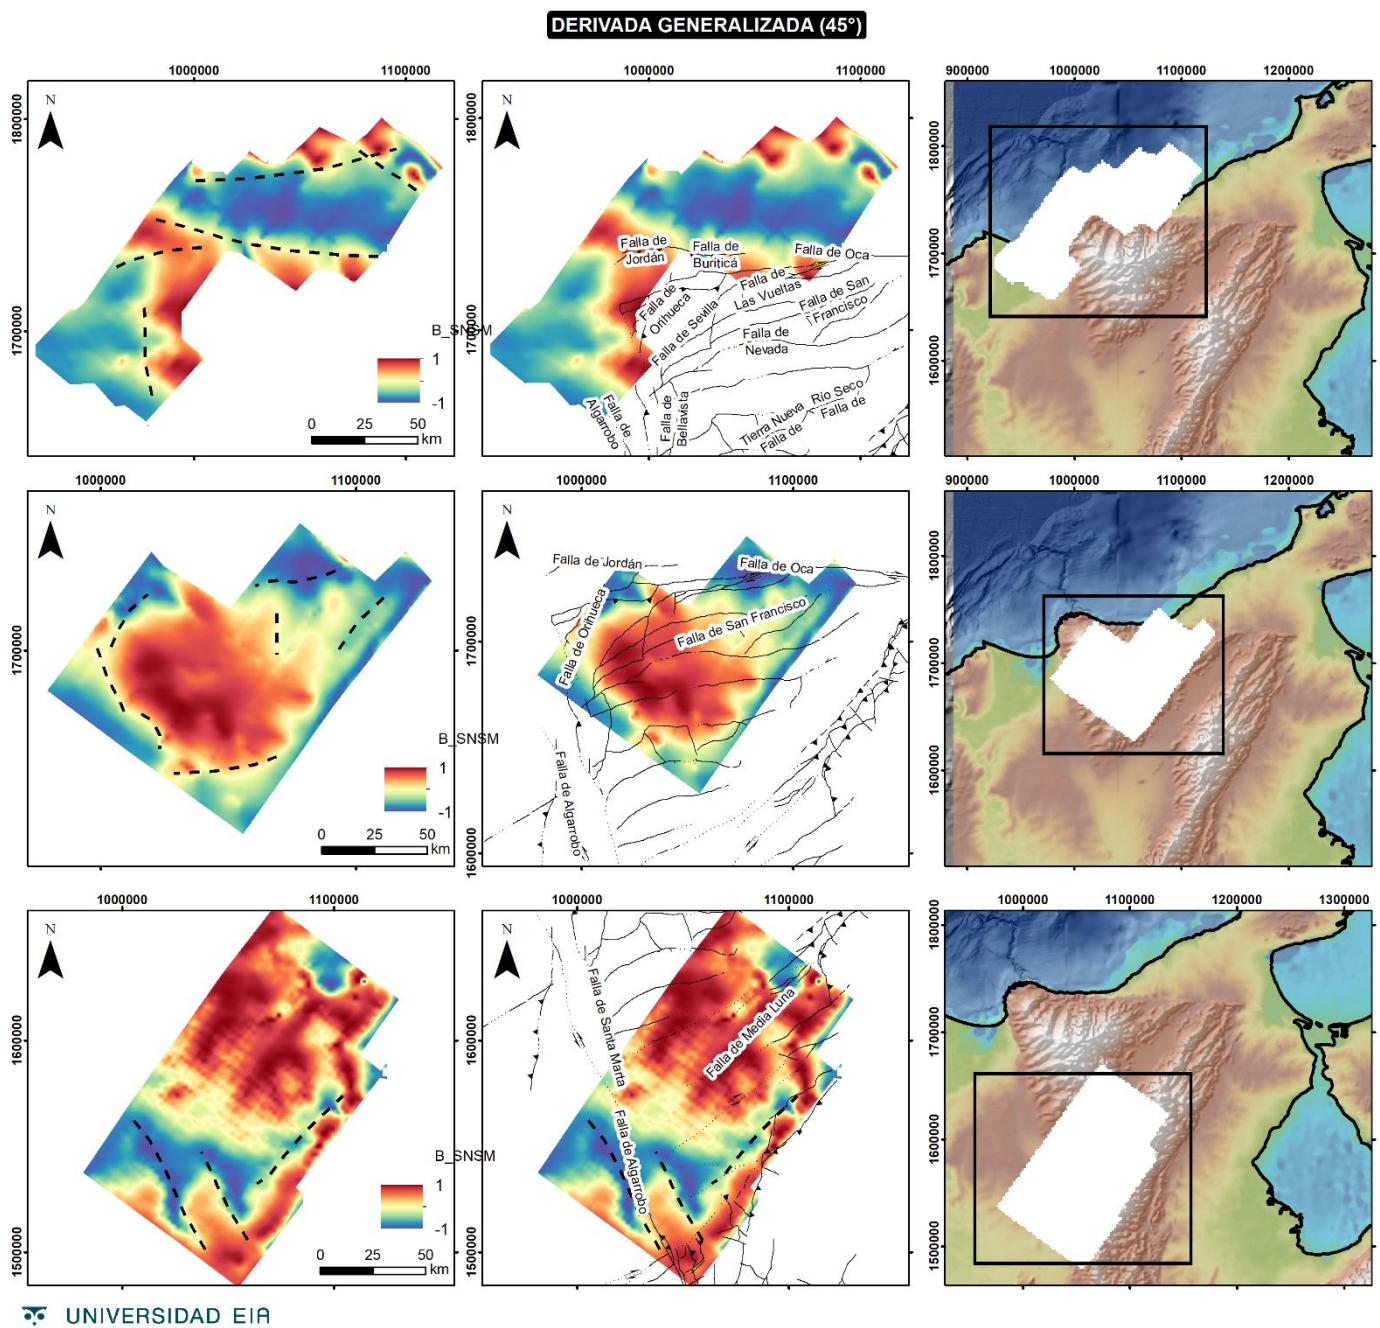 DERIVADA GENERALIZADA (45°)
1000000 1100000
1000000 1100000
900000 1000000 1100000 1200000
1800000
1700000
N
B_SNSM
1
-1
0 25 50
km
1800000
1700000
N
Falla de
Jordán
Falla de
Buriticá
Falla de Oca
Falla de
Orihueca
Falla de Sevilla
Falla de
Las Vueltas
Falla de San
Francisco
Falla de
Nevada
Falla de
Algarrobo
Falla de
Bellavista
Tierra Nueva
Falla de
Río Seco
Falla de
1800000
1700000
1600000
1000000 1100000
1000000 1100000
900000 1000000 1100000 1200000
1700000
N
B_SNSM
1
-1
0 25 50
km
1700000
1600000
N
Falla de Jordán
Falla de Oca
Falla de Orihueca
Falla de San Francisco
Falla de Algarrobo
1800000
1700000
1600000
1000000 1100000
1000000 1100000
1000000 1100000 1200000 1300000
1600000
1500000
N
B_SNSM
1
-1
0 25 50
km
1600000
1500000
N
Falla de Santa Marta
Falla de Media Luna
Falla de Algarrobo
1800000
1700000
1600000
1500000
UNIVERSIDAD EIA